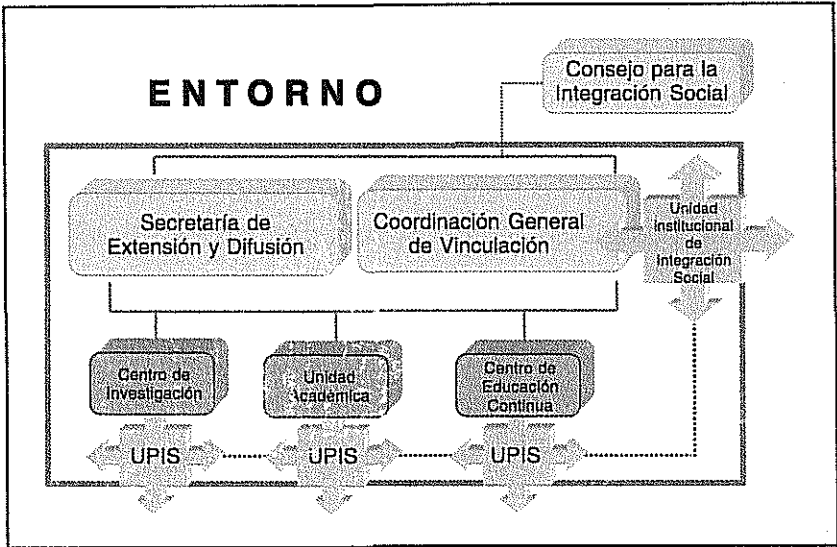 ENTORNO
Consejo para la
Integración Social
Secretaría de
Extensión y Difusión
Coordinación General
de Vinculación
Unidad
Institucional
de
Integración
Social
Centro de
Investigación
Unidad
Académica
Centro de
Educación
Continua
UPIS
UPIS
UPIS